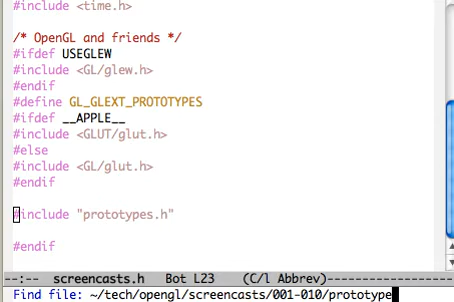 #include <time.h>
/* OpenGL and friends */
#ifdef USEGLEW
#include <GL/glew.h>
#endif
#define GL_GLEXT_PROTOTYPES
#ifdef __APPLE__
#include <GLUT/glut.h>
#else
#include <GL/glut.h>
#endif
#include "prototypes.h"
#endif
--:--  screencasts.h   Bot L23    (C/l Abbrev)------------------
Find file: ~/tech/opengl/screencasts/001-010/prototype